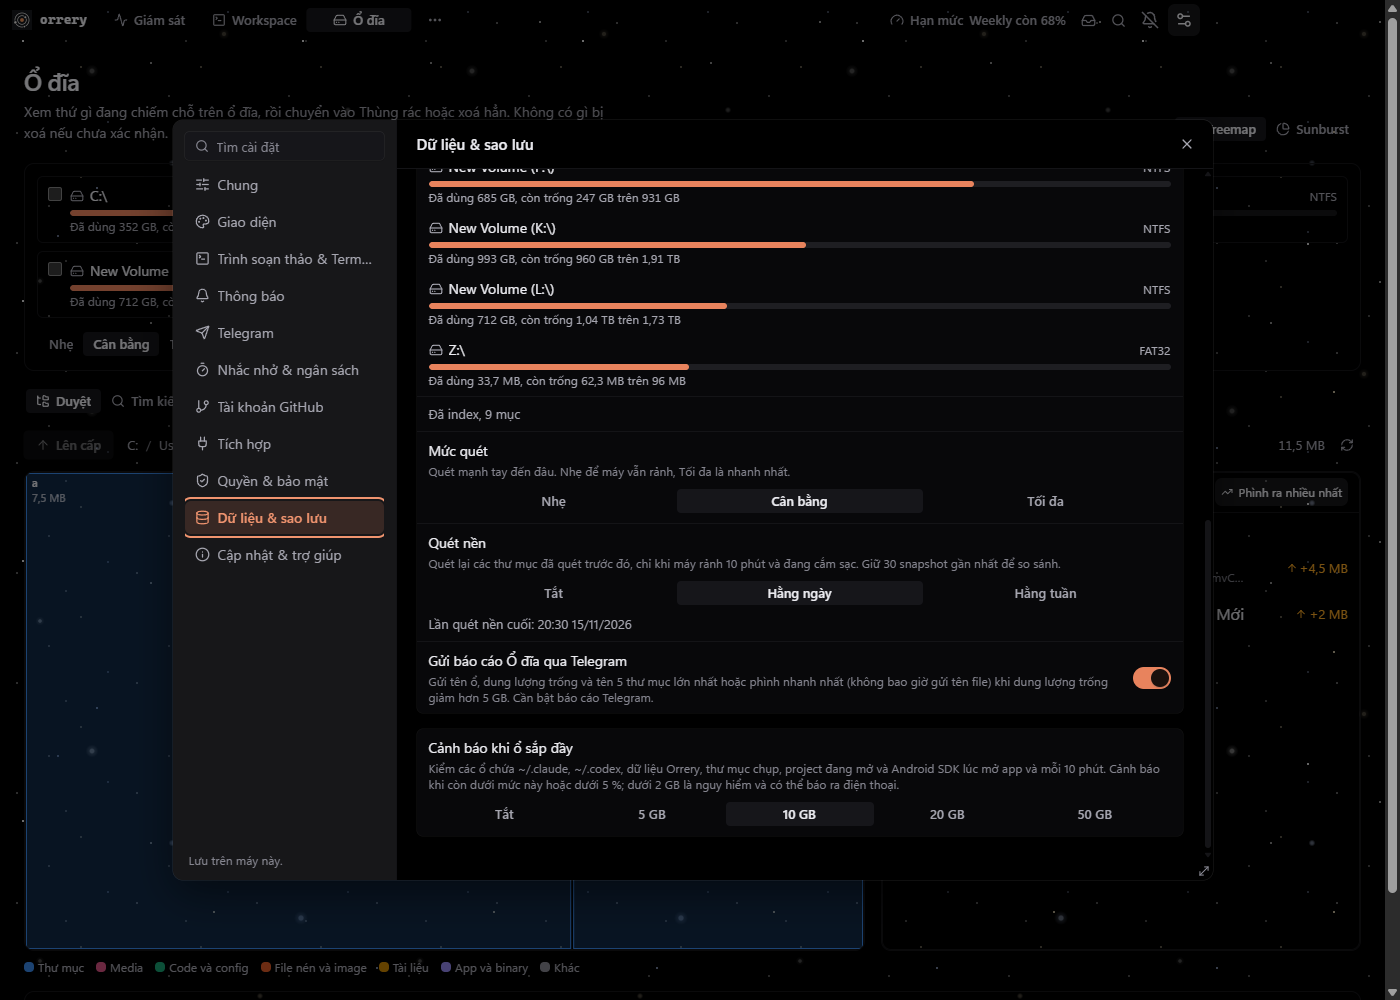 orrery
Giám sát
Workspace
Ổ đĩa
Hạn mức Weekly còn 68%
Ổ đĩa
Xem thứ gì đang chiếm chỗ trên ổ đĩa, rồi chuyển vào Thùng rác hoặc xoá hẳn. Không có gì bị
xoá nếu chưa xác nhận.
reemap
Sunburst
C:\
Đã dùng 352 GB,
NTFS
New Volume
Đã dùng 712 GB,
Nhẹ
Cân bằng
Duyệt
Tìm
Lên cấp
C: / Us
11,5 MB
a
7,5 MB
Phình ra nhiều nhất
+4,5 MB
Mới
+2 MB
Thư mục
Media
Code và config
File nén và image
Tài liệu
App và binary
Khác
Tìm cài đặt
Chung
Giao diện
Trình soạn thảo & Term...
Thông báo
Telegram
Nhắc nhở & ngân sách
Tài khoản GitHub
Tích hợp
Quyền & bảo mật
Dữ liệu & sao lưu
Cập nhật & trợ giúp
Lưu trên máy này.
Dữ liệu & sao lưu
New Volume (F:\)
NTFS
Đã dùng 685 GB, còn trống 247 GB trên 931 GB
New Volume (K:\)
NTFS
Đã dùng 993 GB, còn trống 960 GB trên 1,91 TB
New Volume (L:\)
NTFS
Đã dùng 712 GB, còn trống 1,04 TB trên 1,73 TB
Z:\
FAT32
Đã dùng 33,7 MB, còn trống 62,3 MB trên 96 MB
Đã index, 9 mục
Mức quét
Quét mạnh tay đến đâu. Nhẹ để máy vẫn rảnh, Tối đa là nhanh nhất.
Nhẹ
Cân bằng
Tối đa
Quét nền
Quét lại các thư mục đã quét trước đó, chỉ khi máy rảnh 10 phút và đang cắm sạc. Giữ 30 snapshot gần nhất để so sánh.
Tắt
Hằng ngày
Hằng tuần
Lần quét nền cuối: 20:30 15/11/2026
Gửi báo cáo Ổ đĩa qua Telegram
Gửi tên ổ, dung lượng trống và tên 5 thư mục lớn nhất hoặc phình nhanh nhất (không bao giờ gửi tên file) khi dung lượng trống
giảm hơn 5 GB. Cần bật báo cáo Telegram.
Cảnh báo khi ổ sắp đầy
Kiểm các ổ chứa ~/.claude, ~/.codex, dữ liệu Orrery, thư mục chụp, project đang mở và Android SDK lúc mở app và mỗi 10 phút. Cảnh báo
khi còn dưới mức này hoặc dưới 5 %; dưới 2 GB là nguy hiểm và có thể báo ra điện thoại.
Tắt
5 GB
10 GB
20 GB
50 GB